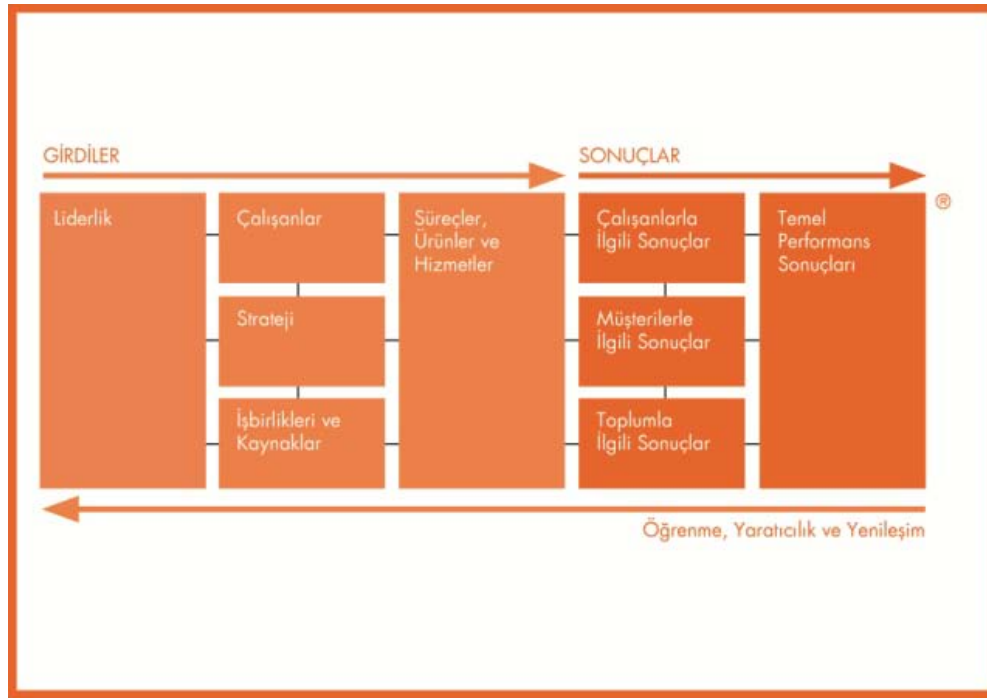 GİRDİLER
SONUÇLAR
Liderlik
Çalışanlar
Süreçler,
Ürünler ve
Hizmetler
Çalışanlarla
İlgili Sonuçlar
Temel
Performans
Sonuçları
®
Strateji
Müşterilerle
İlgili Sonuçlar
İşbirlikleri ve
Kaynaklar
Toplumla
İlgili Sonuçlar
Öğrenme, Yaratıcılık ve Yenileşim